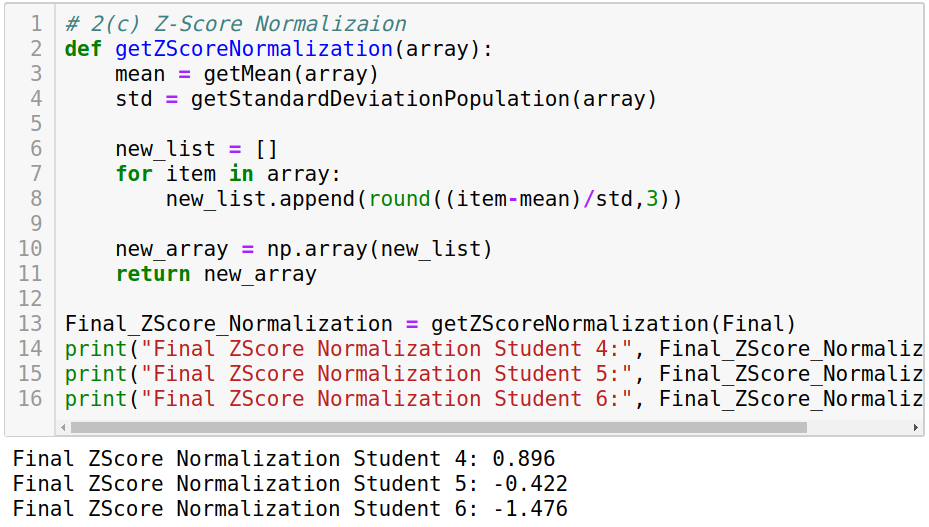 1 # 2(c) Z-Score Normalizaion
2 def getZScoreNormalization(array):
3     mean = getMean(array)
4     std = getStandardDeviationPopulation(array)
5
6     new_list = []
7     for item in array:
8         new_list.append(round((item-mean)/std,3))
9
10     new_array = np.array(new_list)
11     return new_array
12
13 Final_ZScore_Normalization = getZScoreNormalization(Final)
14 print("Final ZScore Normalization Student 4:", Final_ZScore_Normaliz
15 print("Final ZScore Normalization Student 5:", Final_ZScore_Normaliz
16 print("Final ZScore Normalization Student 6:", Final_ZScore_Normaliz
Final ZScore Normalization Student 4: 0.896
Final ZScore Normalization Student 5: -0.422
Final ZScore Normalization Student 6: -1.476